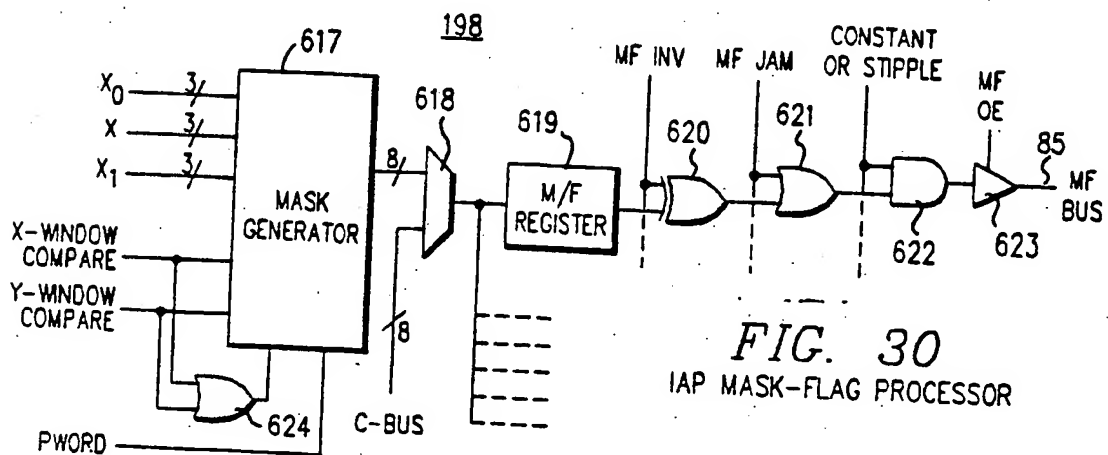 198
617
X0
3
X
3
X1
3
X-WINDOW
COMPARE
Y-WINDOW
COMPARE
MASK
GENERATOR
624
PWORD
8
618
8
C-BUS
619
M/F
REGISTER
MF INV
620
MF JAM
621
CONSTANT
OR STIPPLE
622
MF
OE
623
85
MF
BUS
FIG. 30
IAP MASK-FLAG PROCESSOR